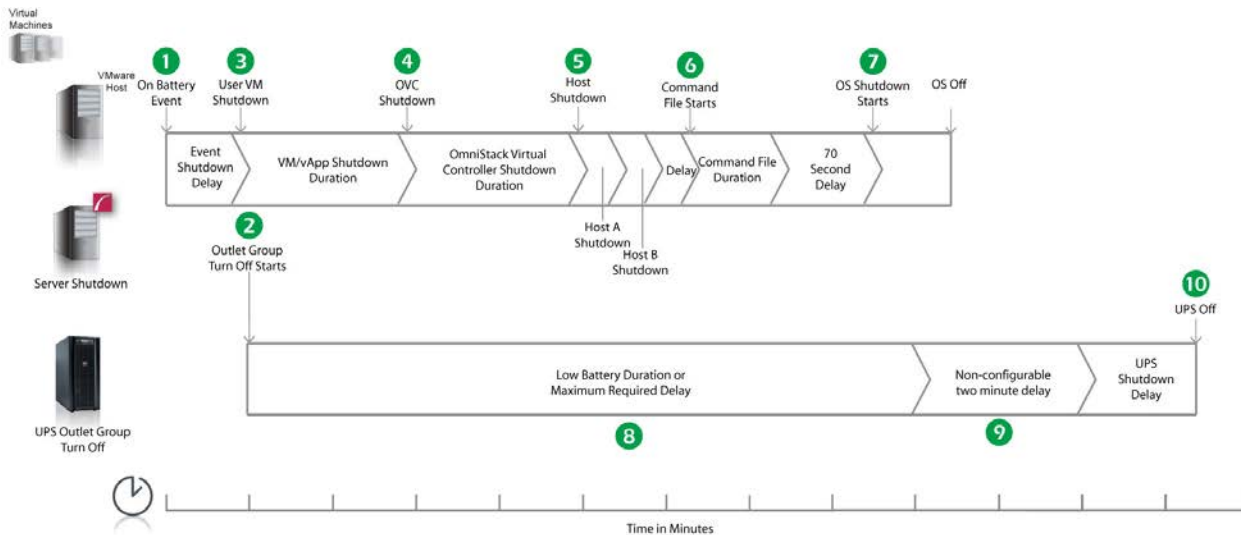 Virtual
Machines
VMware
Host
1
On Battery
Event
3
User VM
Shutdown
4
OVC
Shutdown
5
Host
Shutdown
6
Command
File Starts
7
OS Shutdown
Starts
OS Off
Event
Shutdown
Delay
VM/vApp Shutdown
Duration
OmniStack Virtual
Controller Shutdown
Duration
Delay
Command File
Duration
70
Second
Delay
Host A
Shutdown
Host B
Shutdown
2
Outlet Group
Turn Off Starts
Server Shutdown
10
UPS Off
Low Battery Duration or
Maximum Required Delay
Non-configurable
two minute delay
UPS
Shutdown
Delay
UPS Outlet Group
Turn Off
8
9
Time in Minutes